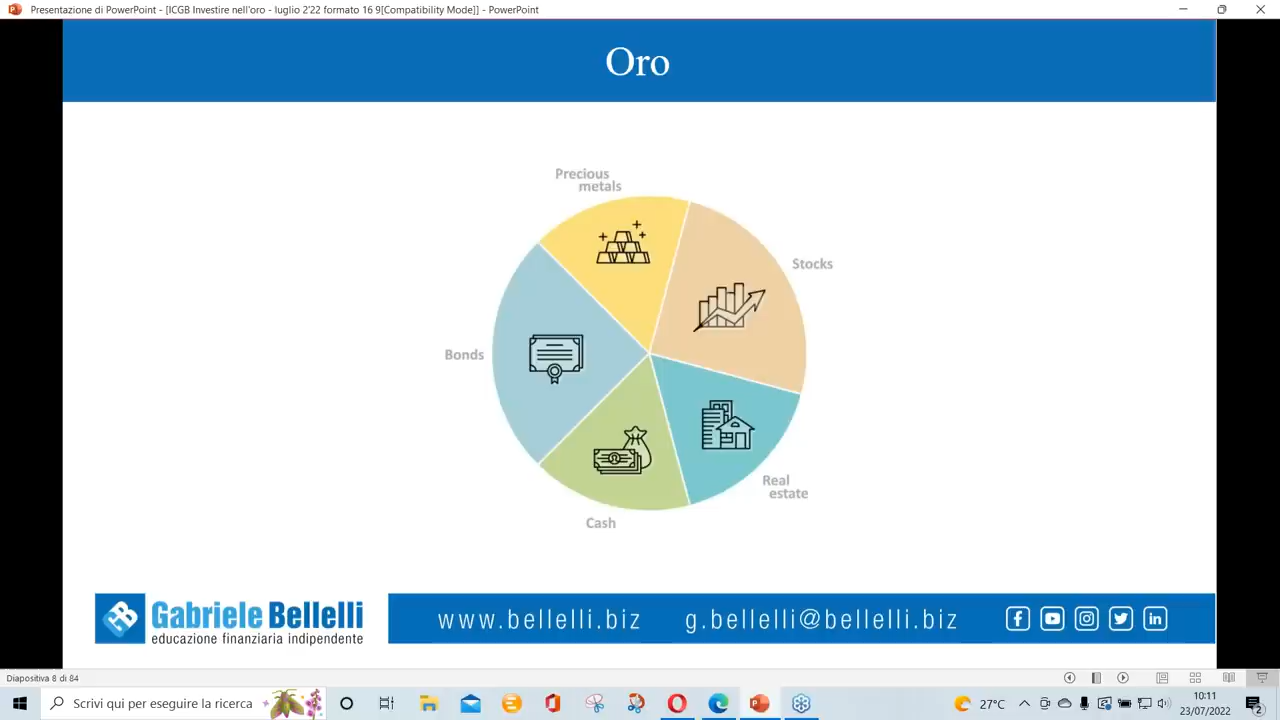 Presentazione di PowerPoint - [ICGB Investire nell'oro - luglio 2'22 formato 16 9[Compatibility Mode]] - PowerPoint
Oro
Precious
metals
Stocks
Bonds
Real
estate
Cash
Gabriele Bellelli
educazione finanziaria indipendente
www.bellelli.biz g.bellelli@bellelli.biz
Diapositiva 8 di 84
Scrivi qui per eseguire la ricerca
27°C
10:11
23/07/2022
2